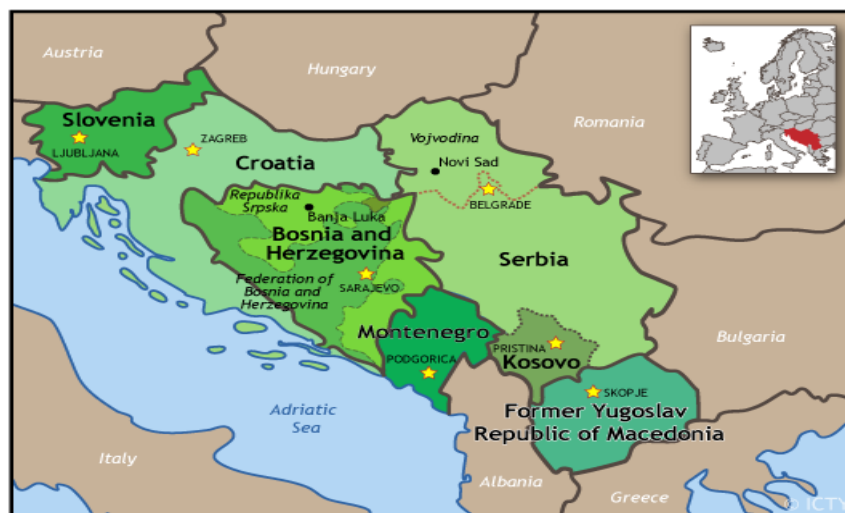 Austria
Hungary
Romania
Slovenia
LJUBLJANA
ZAGREB
Croatia
Vojvodina
Novi Sad
BELGRADE
Republika
Srpska
Banja Luka
Bosnia and
Herzegovina
Federation of
Bosnia and
Herzegovina
SARAJEVO
Serbia
Montenegro
PODGORICA
PRISTINA
Kosovo
Bulgaria
SKOPJE
Former Yugoslav
Republic of Macedonia
Adriatic
Sea
Italy
Albania
Greece
© ICTY